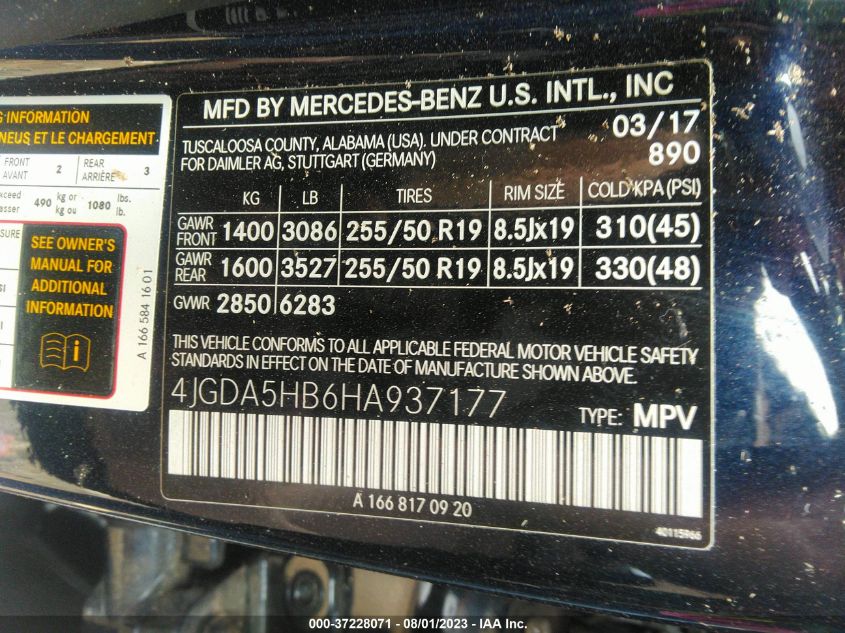 G INFORMATION
NEUS, ET LE CHARGEMENT
FRONT AVANT 2 REAR ARRIÈRE 3
xceed asser 490 kg or kg ou 1080 lbs. lb.
SURE
SEE OWNER'S
MANUAL FOR
ADDITIONAL
INFORMATION
SI
I
SI
A 166 584 16 01
MFD BY MERCEDES-BENZ U.S. INTL., INC
TUSCALOOSA COUNTY, ALABAMA (USA). UNDER CONTRACT
FOR DAIMLER AG, STUTTGART (GERMANY)
03/17
890
KG LB TIRES RIM SIZE COLD KPA (PSI)
GAWR FRONT 1400 3086 255/50 R19 8.5Jx19 310(45)
GAWR REAR 1600 3527 255/50 R19 8.5Jx19 330(48)
GVWR 2850 6283
THIS VEHICLE CONFORMS TO ALL APPLICABLE FEDERAL MOTOR VEHICLE SAFETY
STANDARDS IN EFFECT ON THE DATE OF MANUFACTURE SHOWN ABOVE.
4JGDA5HB6HA937177
TYPE: MPV
A 166 817 09 20
40115966
000-37228071 - 08/01/2023 - IAA Inc.